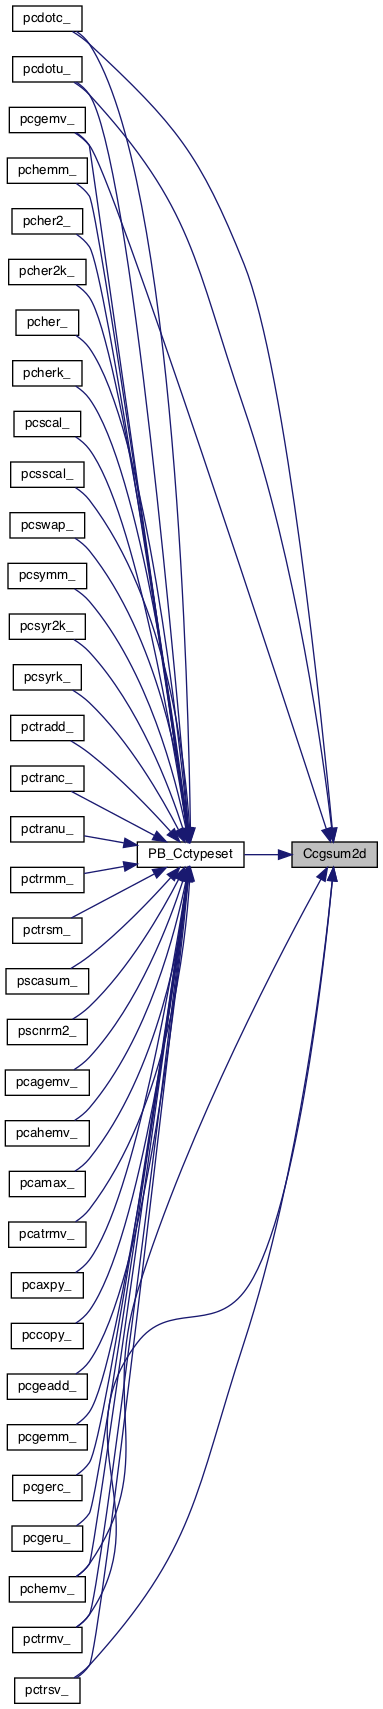 pcdotc_
pcdotu_
pcgemv_
pchemm_
pcher2_
pcher2k_
pcher_
pcherk_
pcscal_
pcsscal_
pcswap_
pcsymm_
pcsyr2k_
pcsyrk_
pctradd_
pctranc_
pctranu_
PB_Cctypeset
Ccgsum2d
pctrmm_
pctrsm_
pscasum_
pscnrm2_
pcagemv_
pcahemv_
pcamax_
pcatrmv_
pcaxpy_
pccopy_
pcgeadd_
pcgemm_
pcgerc_
pcgeru_
pchemv_
pctrmv_
pctrsv_